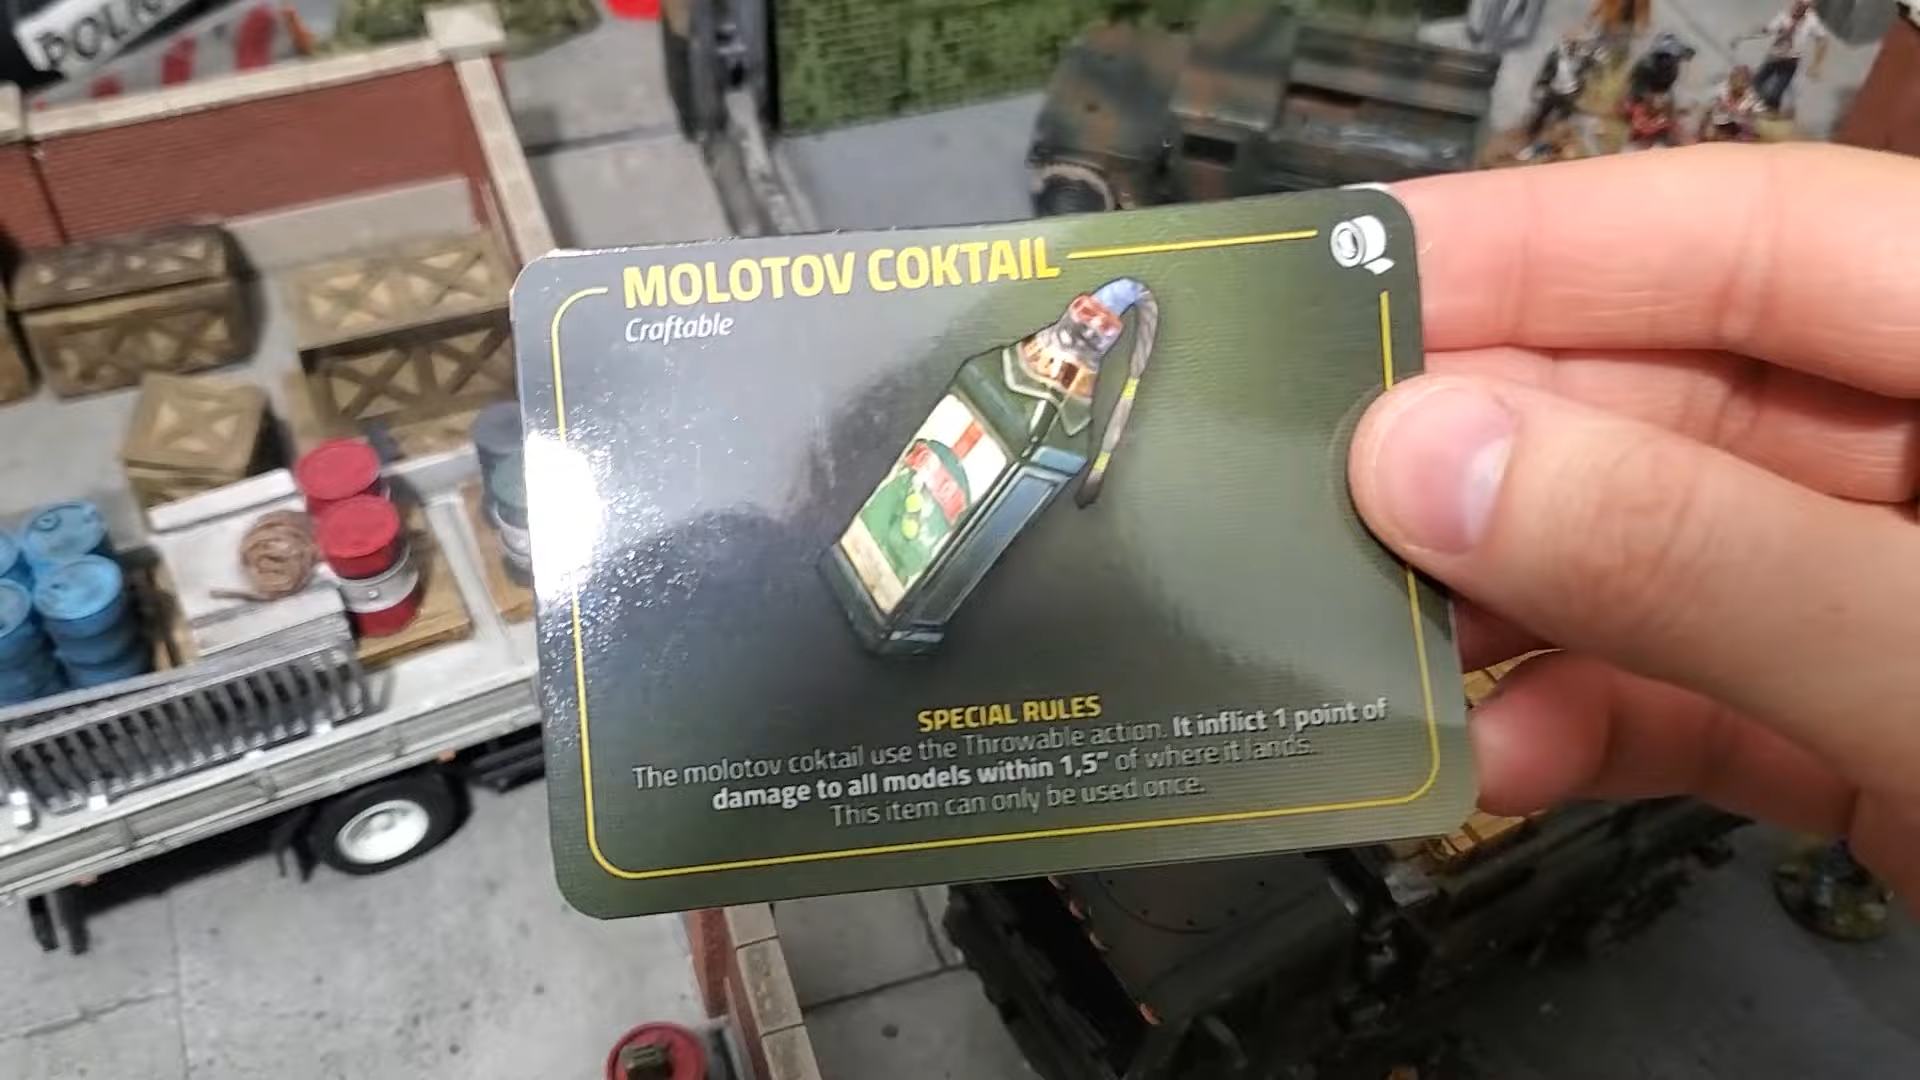 POLI
MOLOTOV COKTAIL
Craftable
SPECIAL RULES
The molotov coktail use the Throwable action. It inflict 1 point of
damage to all models within 1,5" of where it lands.
This item can only be used once.